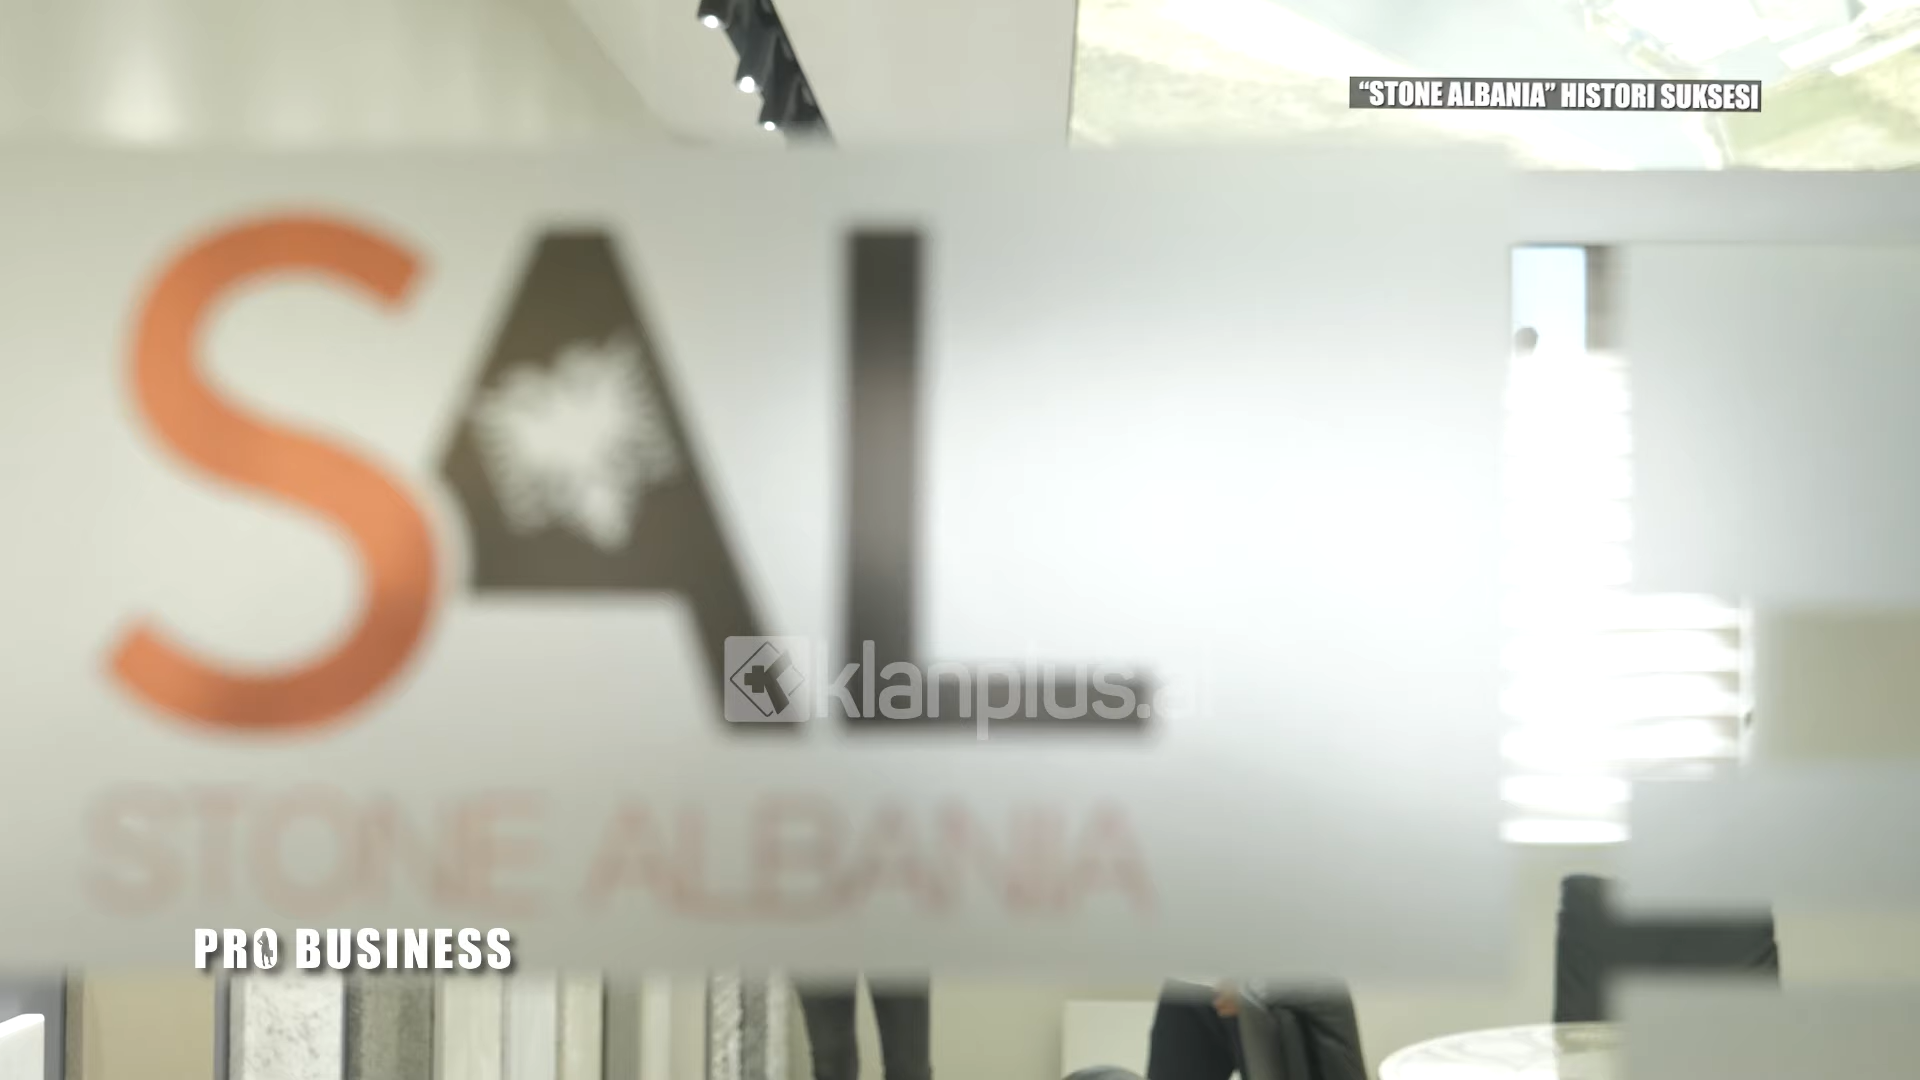 “STONE ALBANIA” HISTORI SUKSESI
SAL
klanplus.al
STONE ALBANIA
PRO BUSINESS